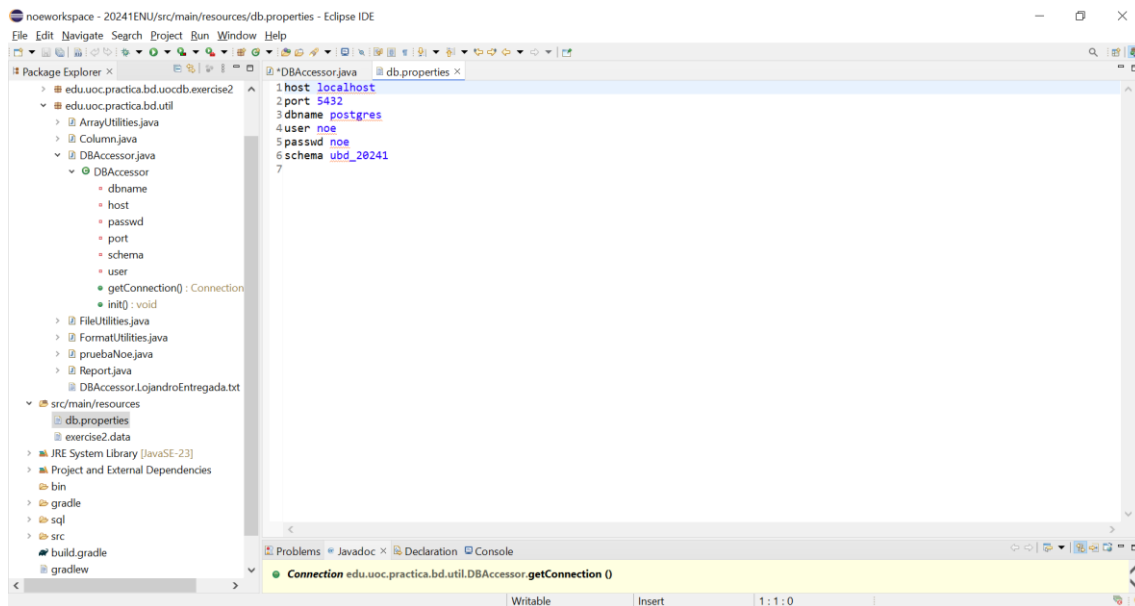 noeworkspace - 20241ENU/src/main/resources/db.properties - Eclipse IDE
File Edit Navigate Search Project Run Window Help
Package Explorer
edu.uoc.practica.bd.uocdb.exercise2
edu.uoc.practica.bd.util
ArrayUtilities.java
Column.java
DBAccessor.java
DBAccessor
dbname
host
passwd
port
schema
user
getConnection() : Connection
init() : void
FileUtilities.java
FormatUtilities.java
pruebaNoe.java
Report.java
DBAccessor.LojandroEntregada.txt
src/main/resources
db.properties
exercise2.data
JRE System Library [JavaSE-23]
Project and External Dependencies
bin
gradle
sql
src
build.gradle
gradlew
*DBAccessor.java db.properties
1 host localhost
2 port 5432
3 dbname postgres
4 user noe
5 passwd noe
6 schema ubd_20241
7
Problems Javadoc Declaration Console
Connection edu.uoc.practica.bd.util.DBAccessor.getConnection ()
Writable Insert 1 : 1 : 0